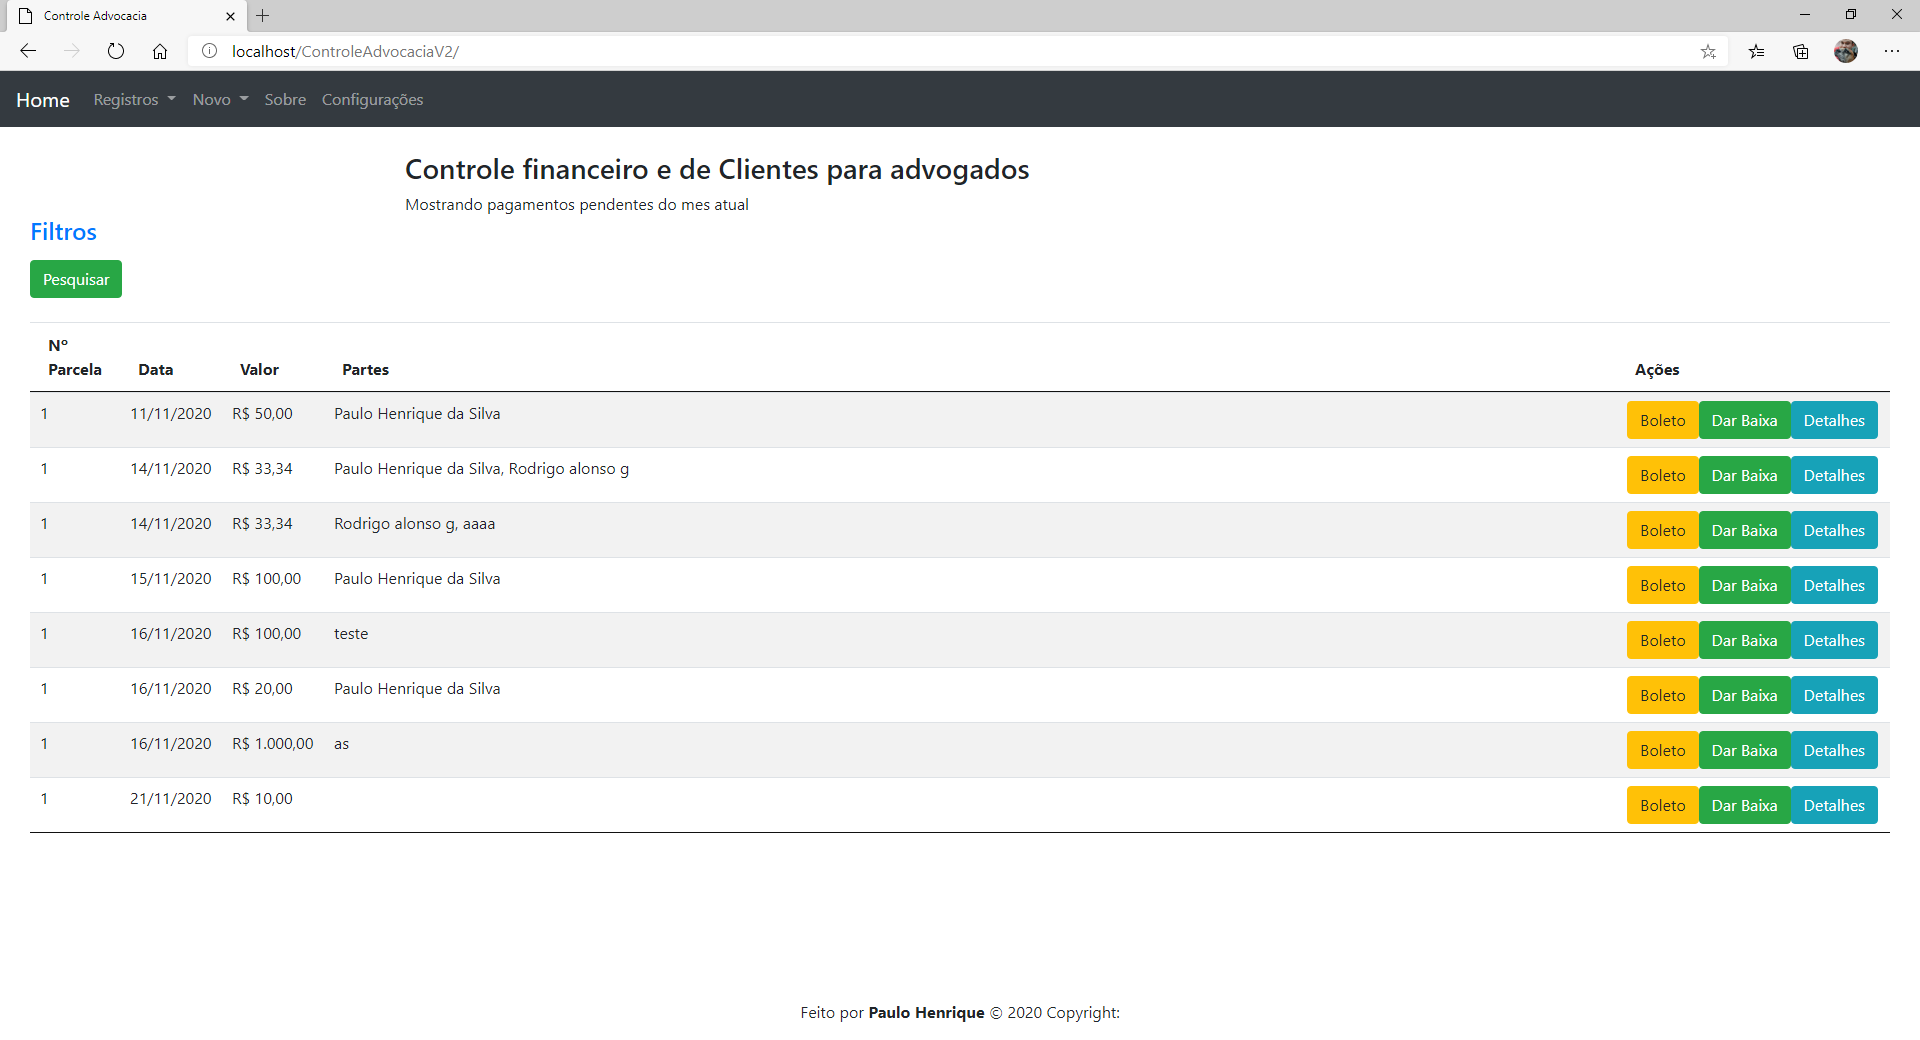 Controle Advocacia
localhost/ControleAdvocaciaV2/
Home Registros Novo Sobre Configurações
Controle financeiro e de Clientes para advogados
Mostrando pagamentos pendentes do mes atual
Filtros
Pesquisar
Nº Parcela Data Valor Partes Ações
1 11/11/2020 R$ 50,00 Paulo Henrique da Silva Boleto Dar Baixa Detalhes
1 14/11/2020 R$ 33,34 Paulo Henrique da Silva, Rodrigo alonso g Boleto Dar Baixa Detalhes
1 14/11/2020 R$ 33,34 Rodrigo alonso g, aaaa Boleto Dar Baixa Detalhes
1 15/11/2020 R$ 100,00 Paulo Henrique da Silva Boleto Dar Baixa Detalhes
1 16/11/2020 R$ 100,00 teste Boleto Dar Baixa Detalhes
1 16/11/2020 R$ 20,00 Paulo Henrique da Silva Boleto Dar Baixa Detalhes
1 16/11/2020 R$ 1.000,00 as Boleto Dar Baixa Detalhes
1 21/11/2020 R$ 10,00 Boleto Dar Baixa Detalhes
Feito por Paulo Henrique © 2020 Copyright: